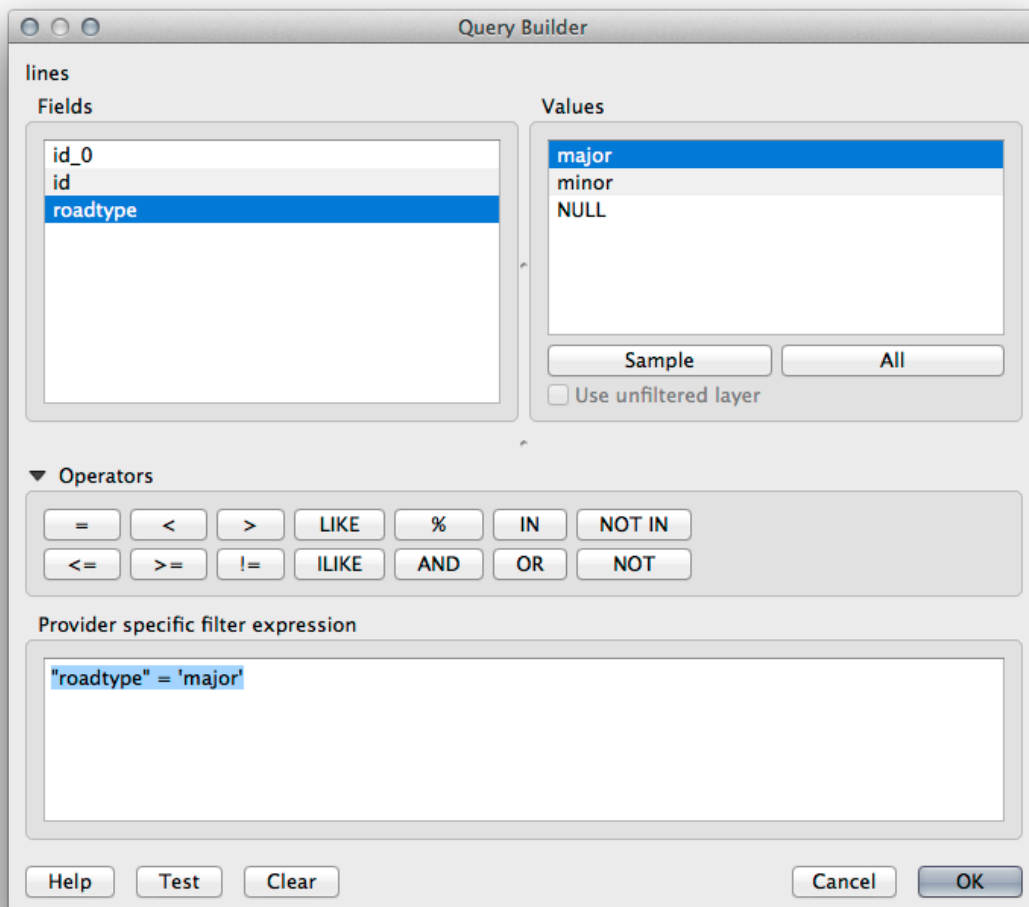 Query Builder
lines
Fields
id_0
id
roadtype
Values
major
minor
NULL
Sample All
Use unfiltered layer
Operators
= < > LIKE % IN NOT IN
<= >= != ILIKE AND OR NOT
Provider specific filter expression
"roadtype" = 'major'
Help Test Clear Cancel OK